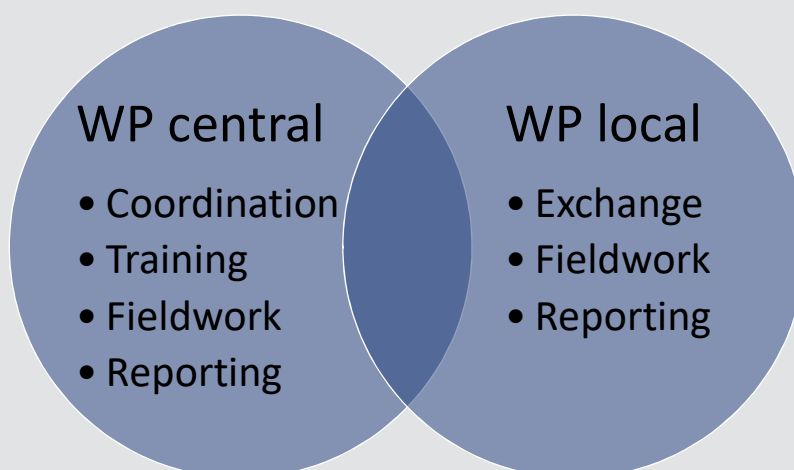 WP central
• Coordination
• Training
• Fieldwork
• Reporting
WP local
• Exchange
• Fieldwork
• Reporting